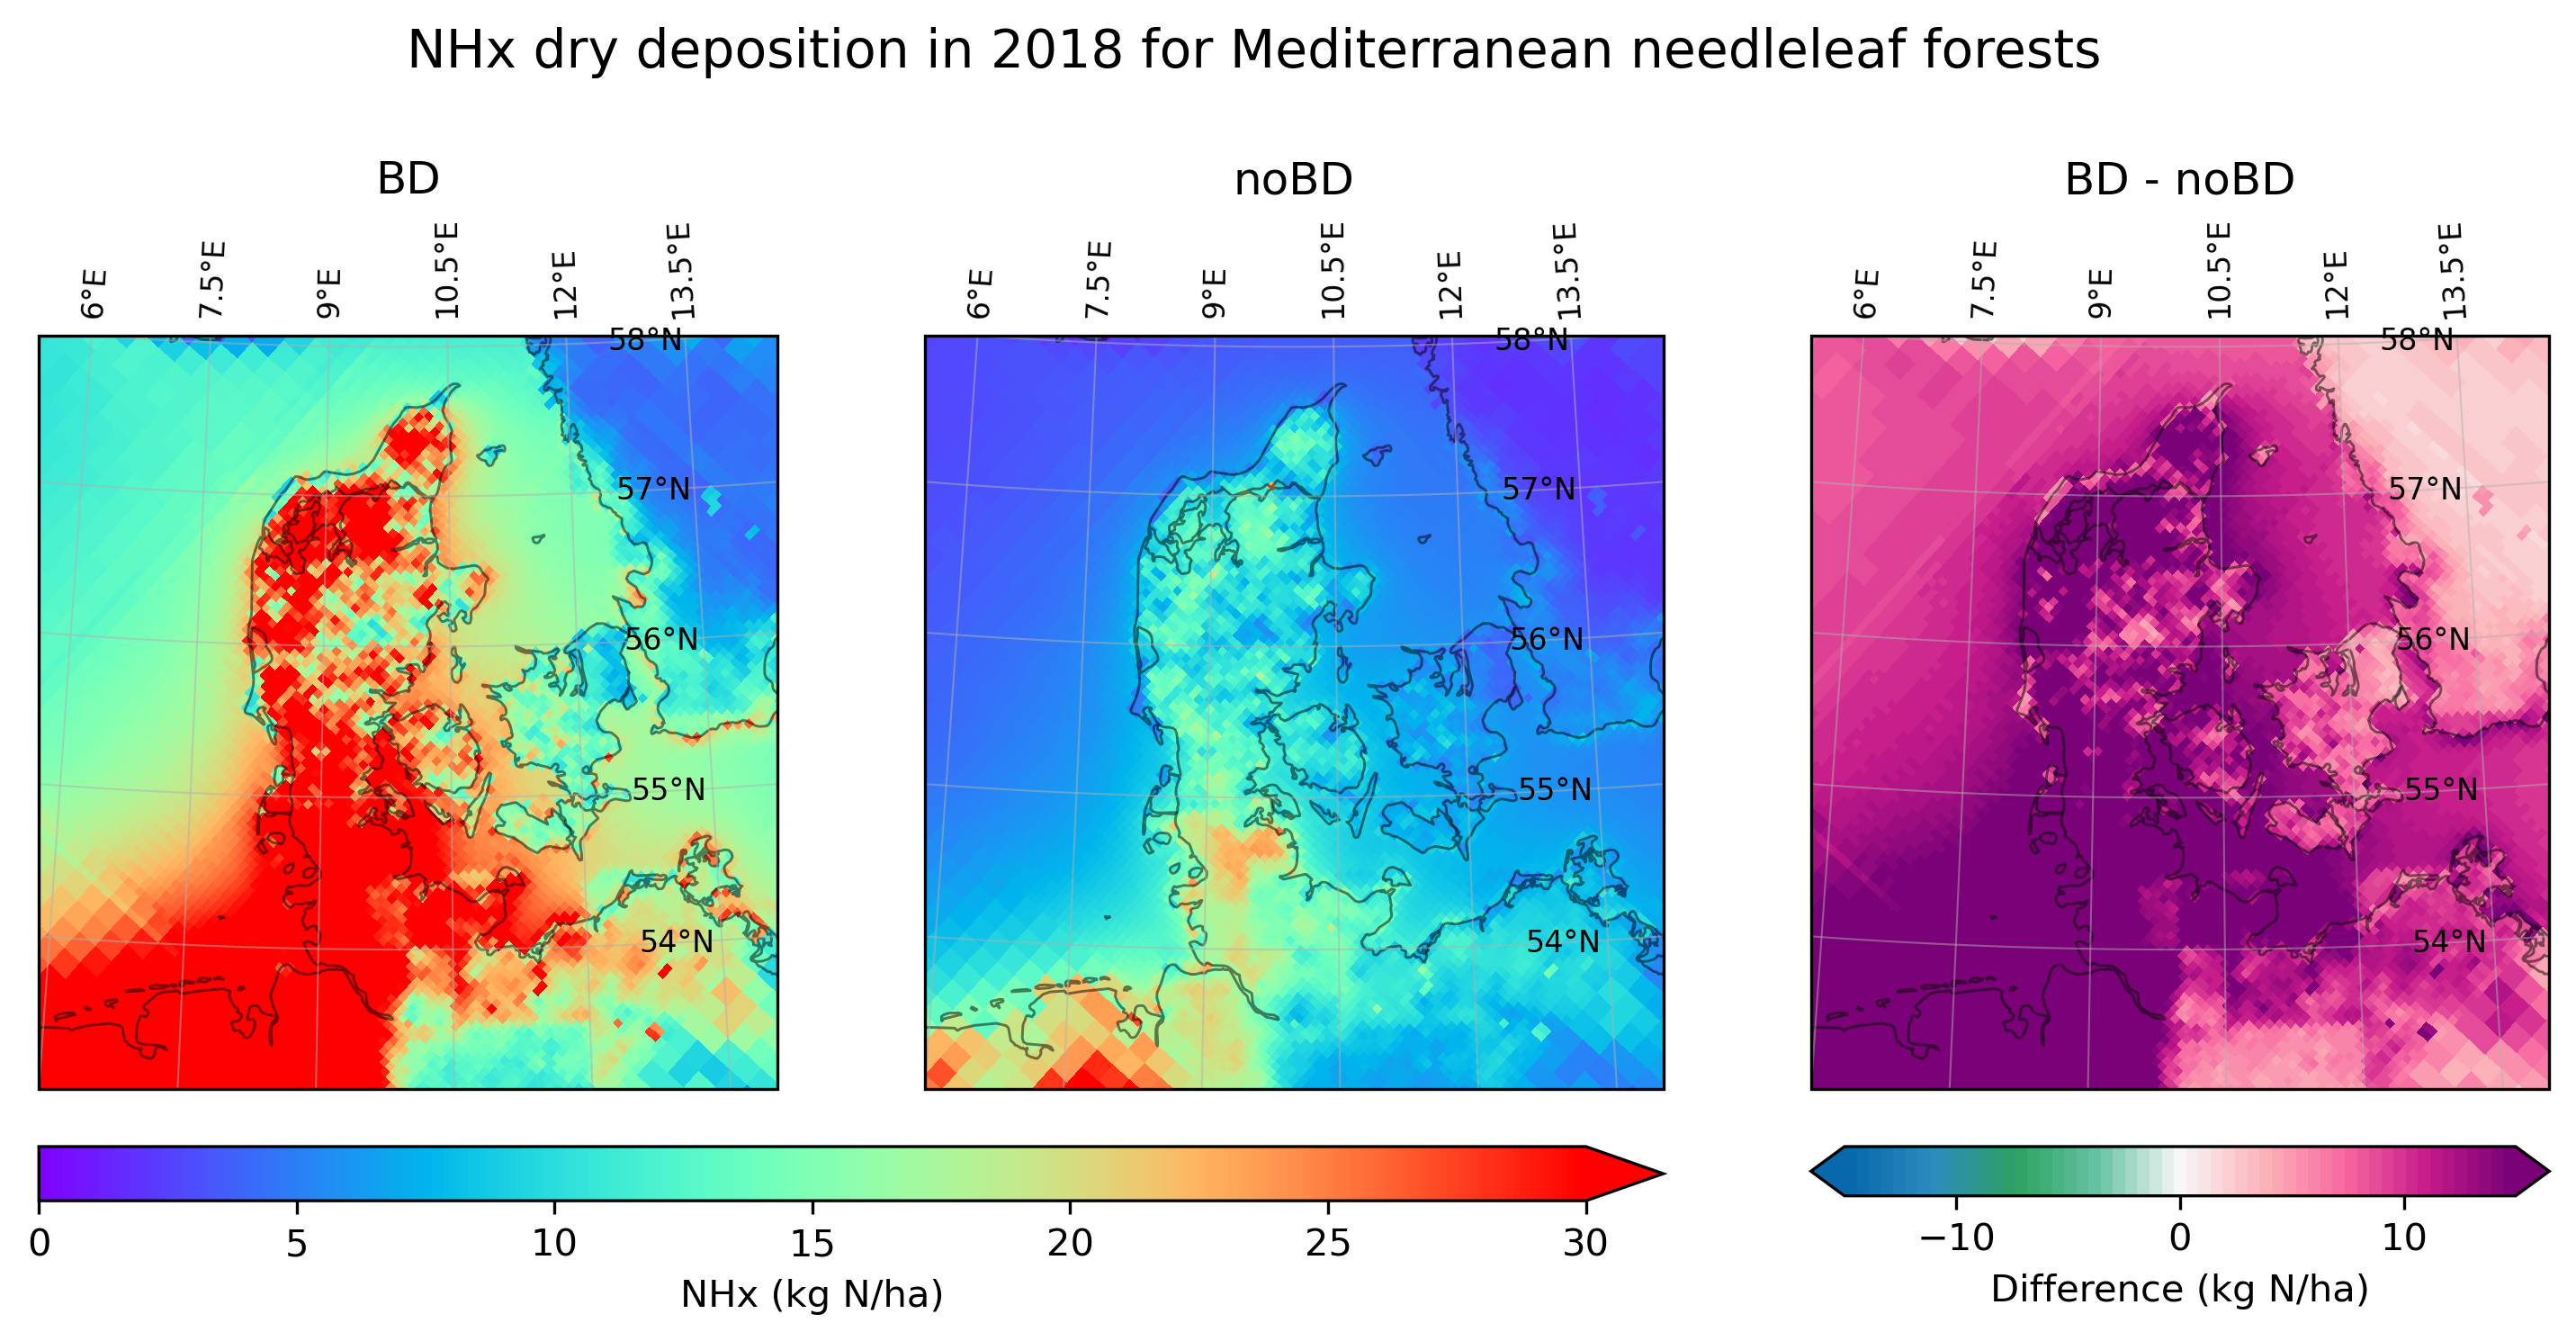 NHx dry deposition in 2018 for Mediterranean needleleaf forests
BD
noBD
BD - noBD
6°E 7.5°E 9°E 10.5°E 12°E 13.5°E
6°E 7.5°E 9°E 10.5°E 12°E 13.5°E
6°E 7.5°E 9°E 10.5°E 12°E 13.5°E
58°N 58°N 58°N
57°N 57°N 57°N
56°N 56°N 56°N
55°N 55°N 55°N
54°N 54°N 54°N
0 5 10 15 20 25 30
NHx (kg N/ha)
−10 0 10
Difference (kg N/ha)